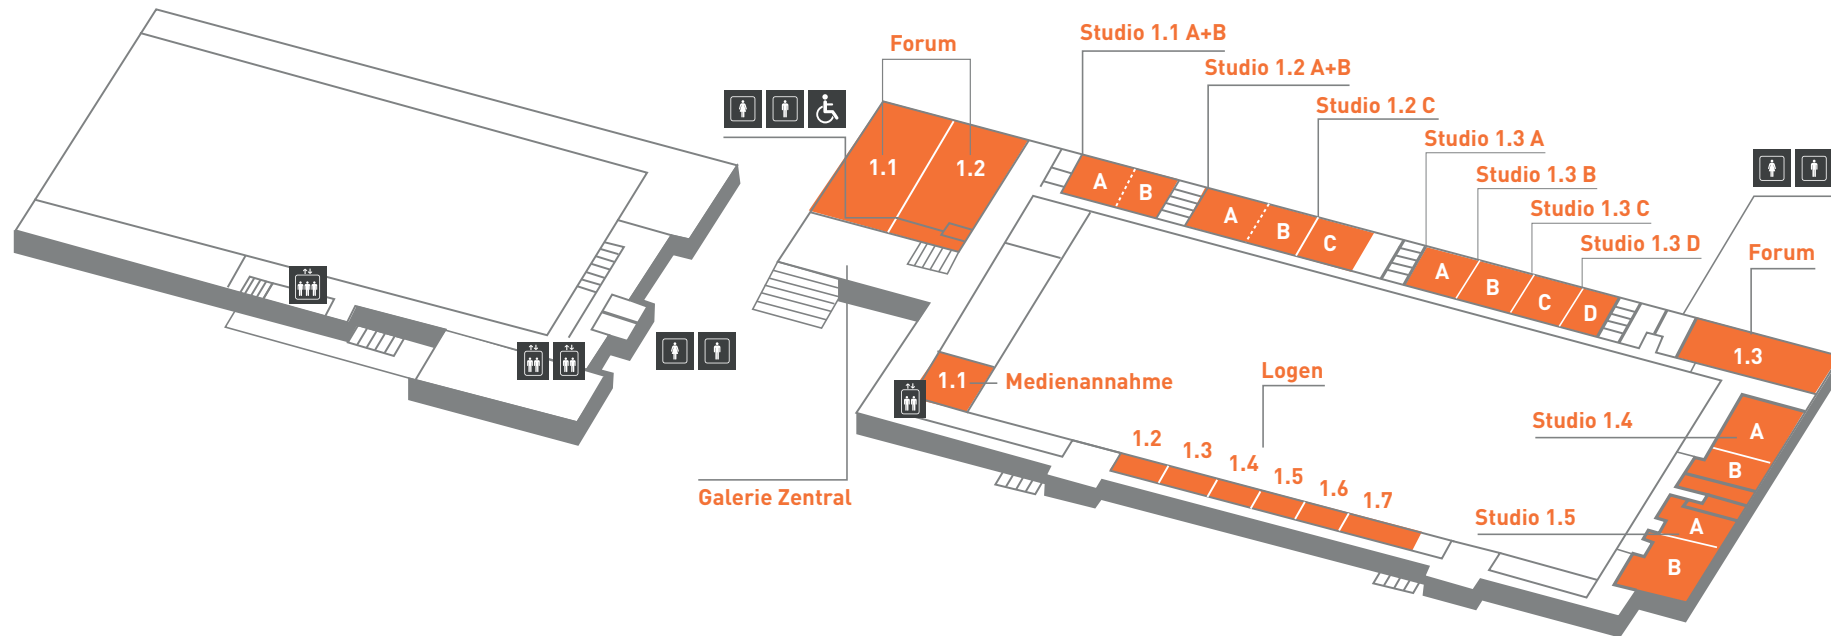 Studio 1.1 A+B
Forum
Studio 1.2 A+B
Studio 1.2 C
Studio 1.3 A
Studio 1.3 B
Studio 1.3 C
Studio 1.3 D
Forum
1.1
1.2
A
B
A
B
C
A
B
C
D
1.3
1.1
Medienannahme
Logen
Studio 1.4
A
B
1.2
1.3
1.4
1.5
1.6
1.7
Galerie Zentral
Studio 1.5
A
B